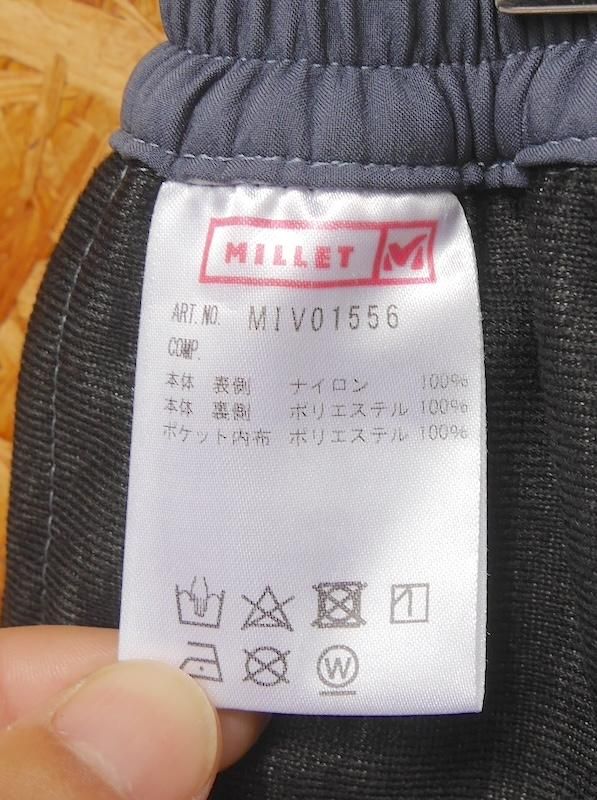 MILLET M
ART.NO. MIV01556
COMP.
本体 表側 ナイロン 100%
本体 裏側 ポリエステル 100%
ポケット内布 ポリエステル 100%
W